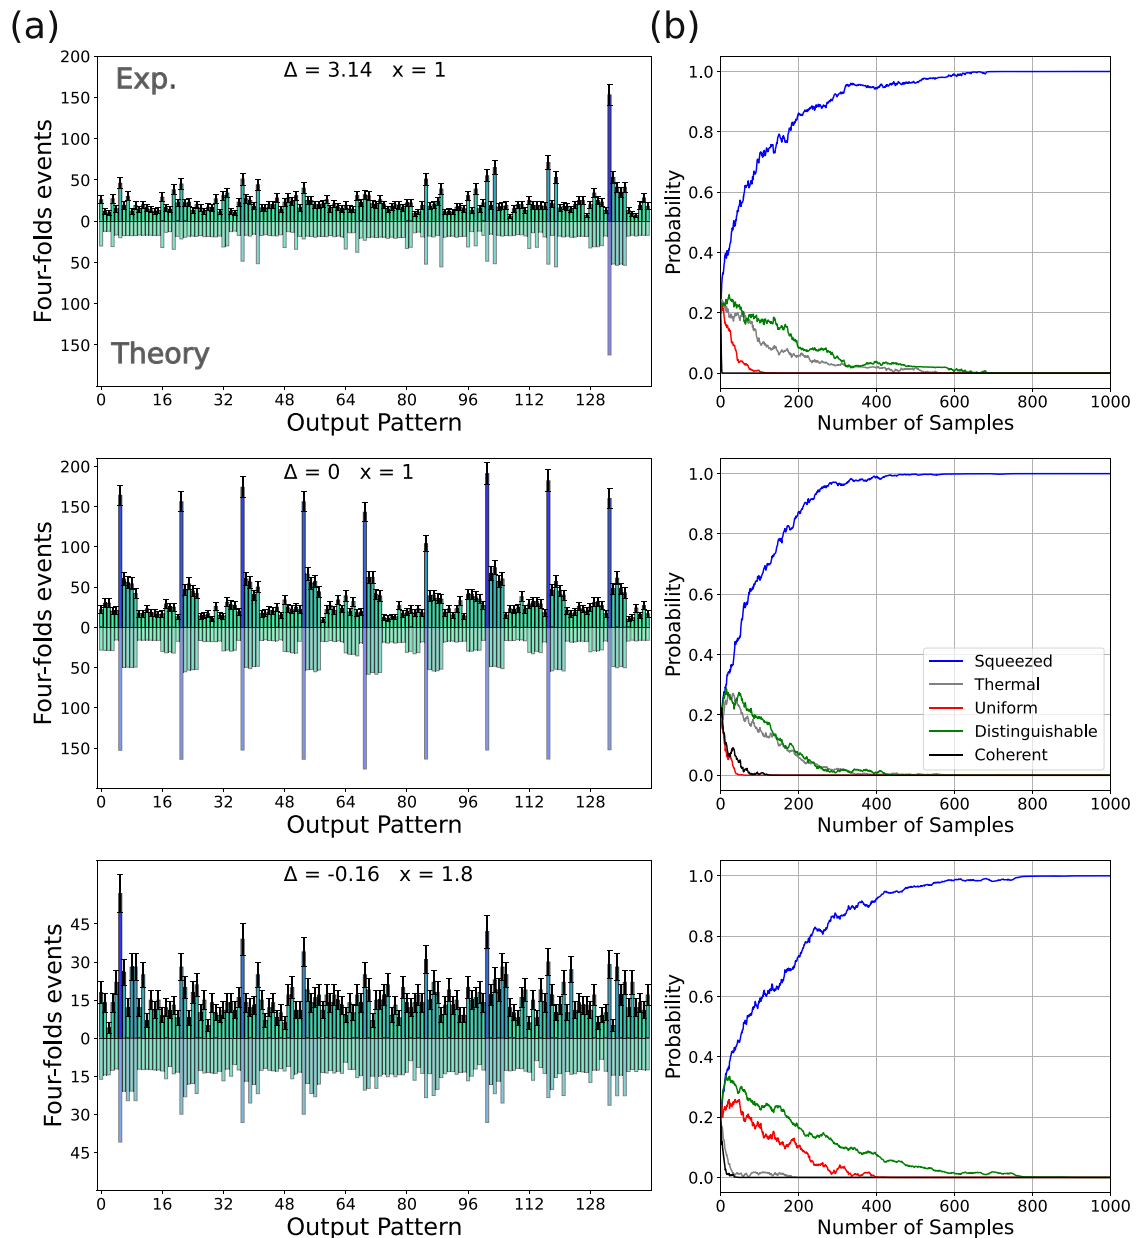 (a)
(b)
Δ = 3.14 x = 1
Exp.
Theory
Four-folds events
200
150
100
50
0
50
100
150
0 16 32 48 64 80 96 112 128
Output Pattern
Probability
1.0
0.8
0.6
0.4
0.2
0.0
0 200 400 600 800 1000
Number of Samples
Δ = 0 x = 1
Four-folds events
200
150
100
50
0
50
100
150
0 16 32 48 64 80 96 112 128
Output Pattern
Probability
1.0
0.8
0.6
0.4
0.2
0.0
Squeezed
Thermal
Uniform
Distinguishable
Coherent
0 200 400 600 800 1000
Number of Samples
Δ = -0.16 x = 1.8
Four-folds events
45
30
15
0
15
30
45
0 16 32 48 64 80 96 112 128
Output Pattern
Probability
1.0
0.8
0.6
0.4
0.2
0.0
0 200 400 600 800 1000
Number of Samples